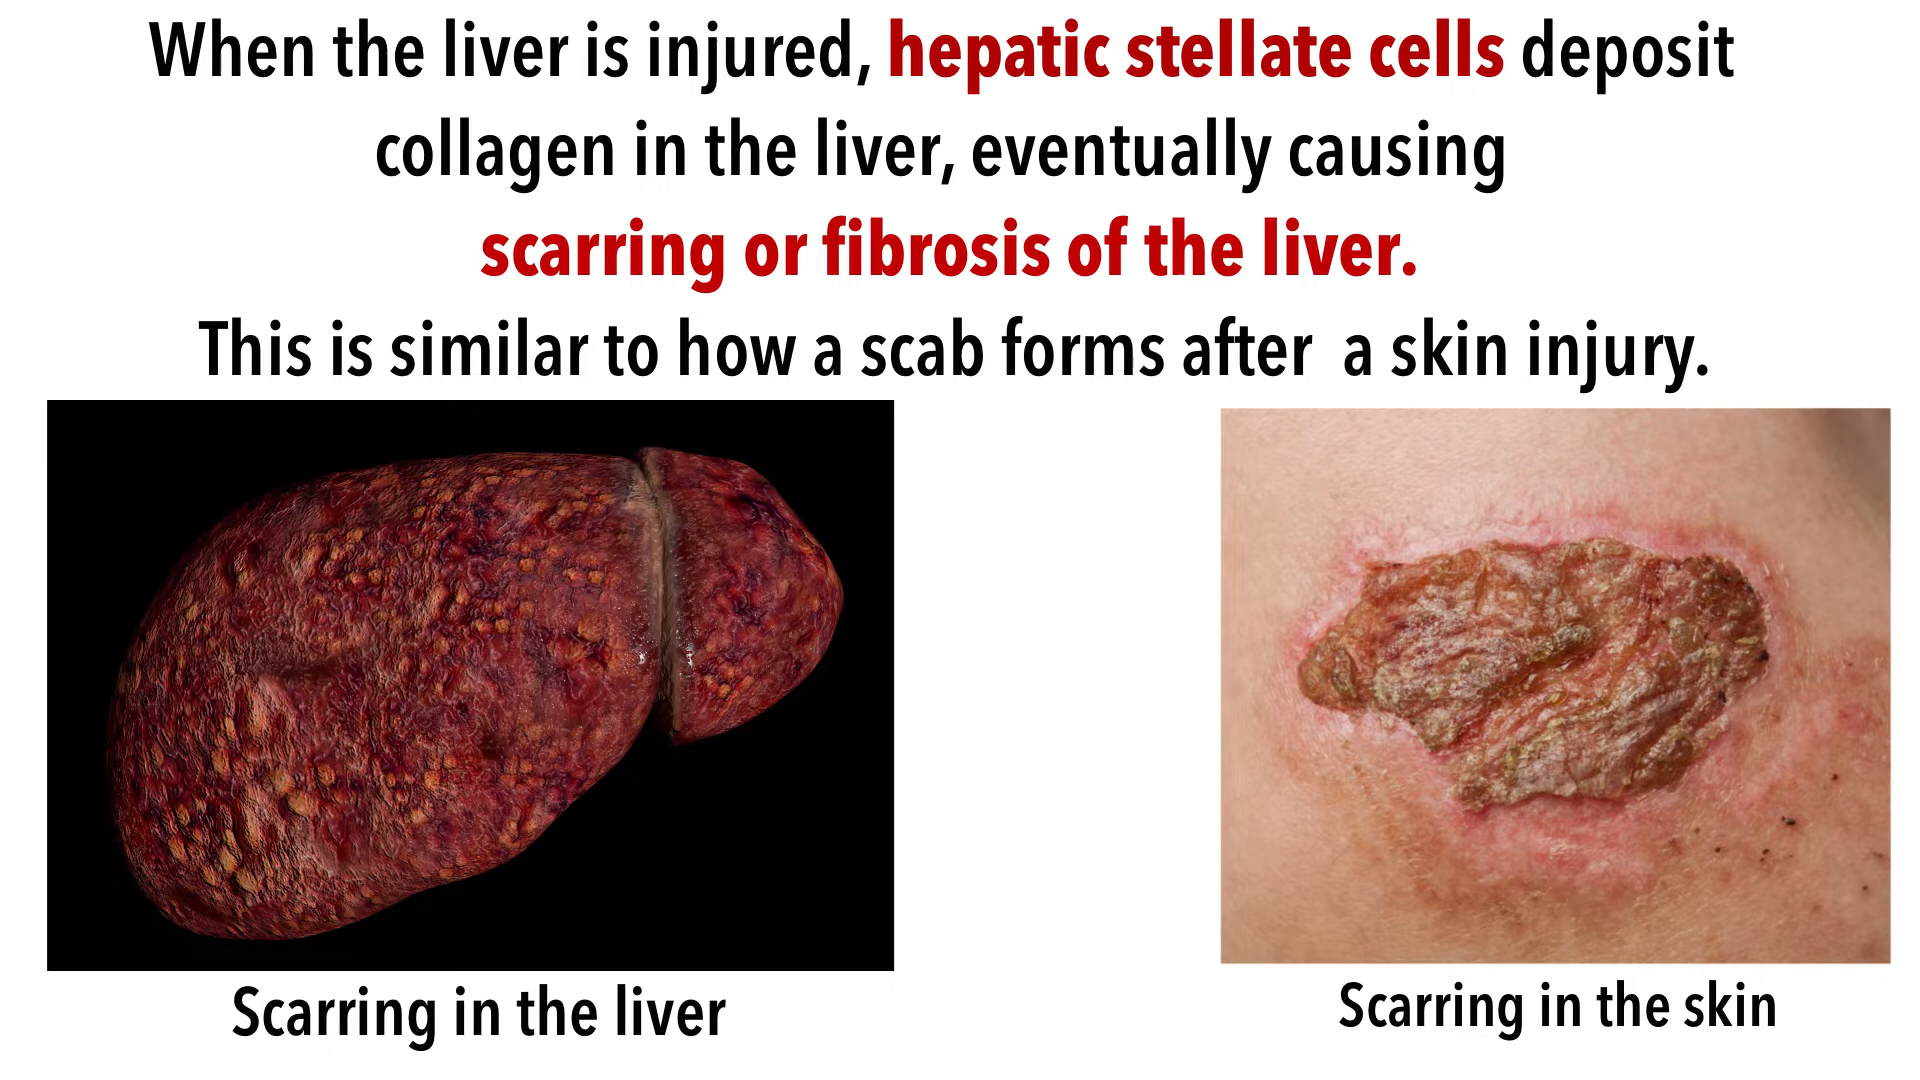 When the liver is injured, hepatic stellate cells deposit
collagen in the liver, eventually causing
scarring or fibrosis of the liver.
This is similar to how a scab forms after  a skin injury.
Scarring in the liver
Scarring in the skin